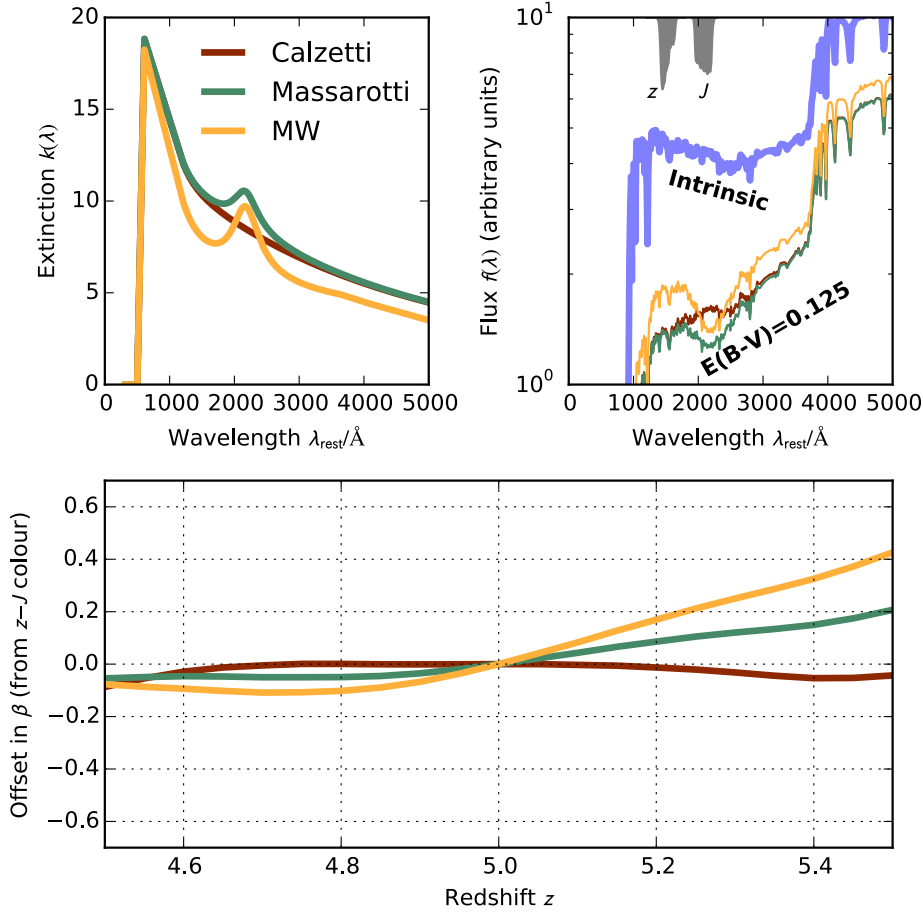 20
15
10
5
0
Extinction k(λ)
Calzetti
Massarotti
MW
0 1000 2000 3000 4000 5000
Wavelength λrest/Å
10¹
10⁰
Flux f(λ) (arbitrary units)
z J
Intrinsic
E(B-V)=0.125
0 1000 2000 3000 4000 5000
Wavelength λrest/Å
0.6
0.4
0.2
0.0
−0.2
−0.4
−0.6
Offset in β (from z−J colour)
4.6 4.8 5.0 5.2 5.4
Redshift z